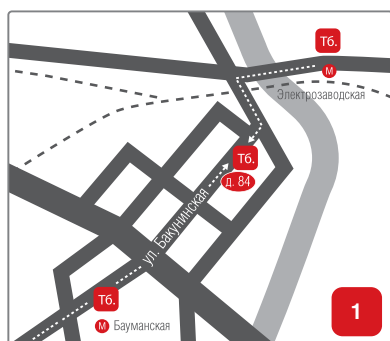 Тб.
М
Электрозаводская
Тб.
д. 84
ул. Бакунинская
Тб.
М Бауманская
1